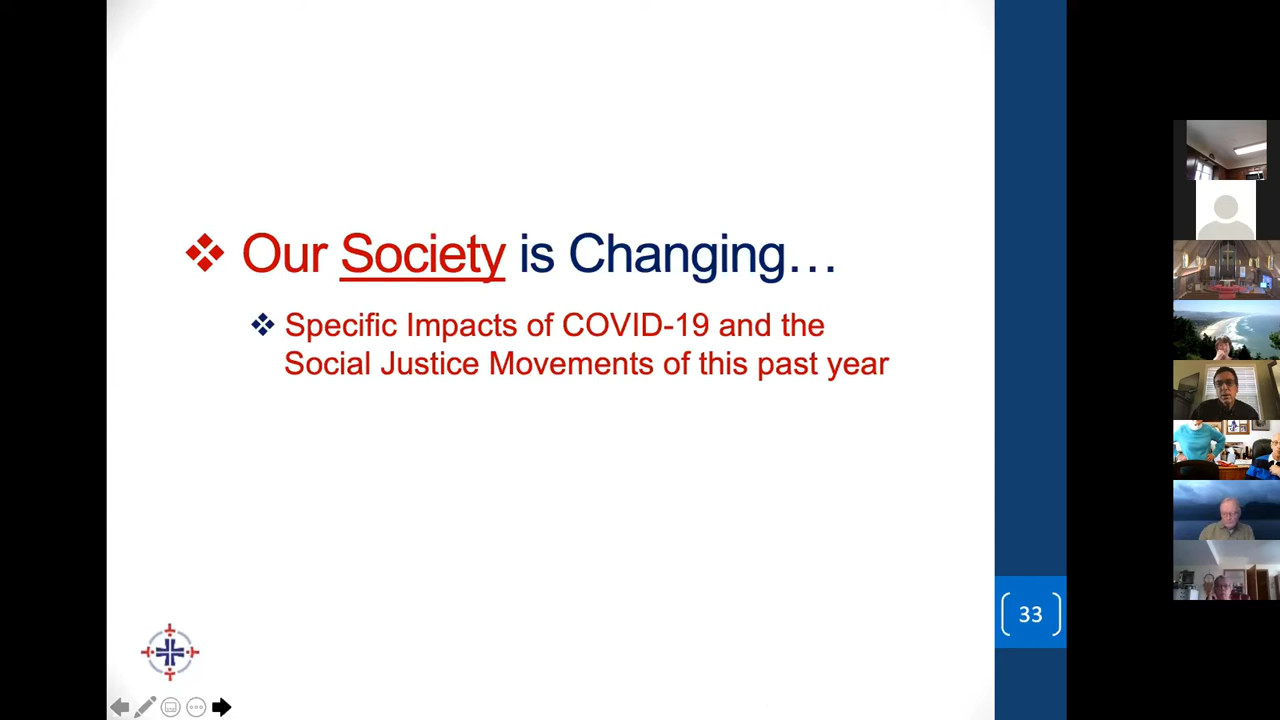 Our Society is Changing…
Specific Impacts of COVID-19 and the
Social Justice Movements of this past year
33